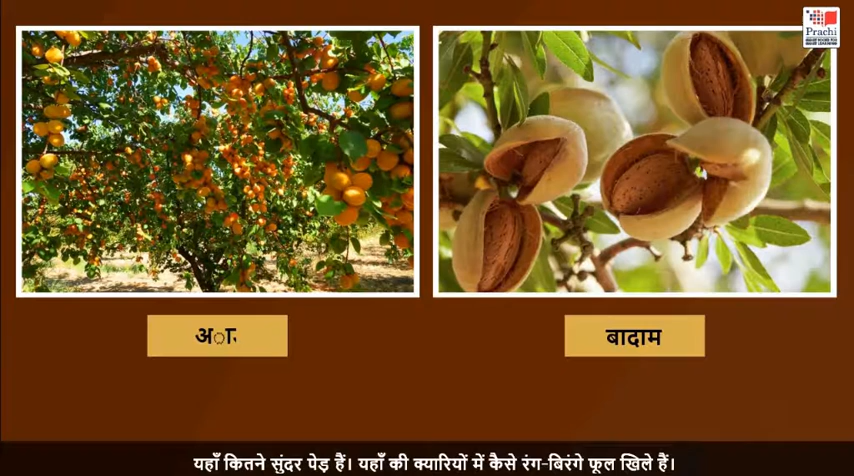 Prachi
बादाम
यहाँ कितने सुंदर पेड़ हैं। यहाँ की क्यारियों में कैसे रंग-बिरंगे फूल खिले हैं।